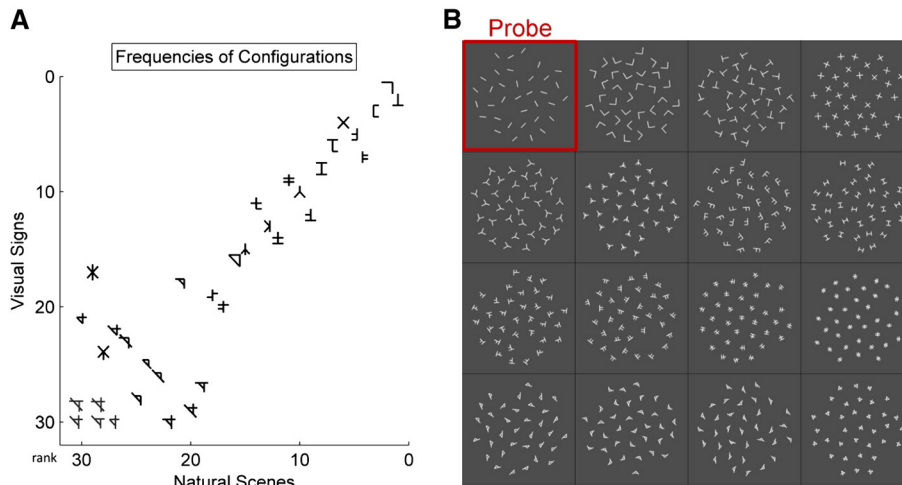 A
Frequencies of Configurations
Visual Signs
0
10
20
30
rank
30
20
10
0
Natural Scenes
B
Probe